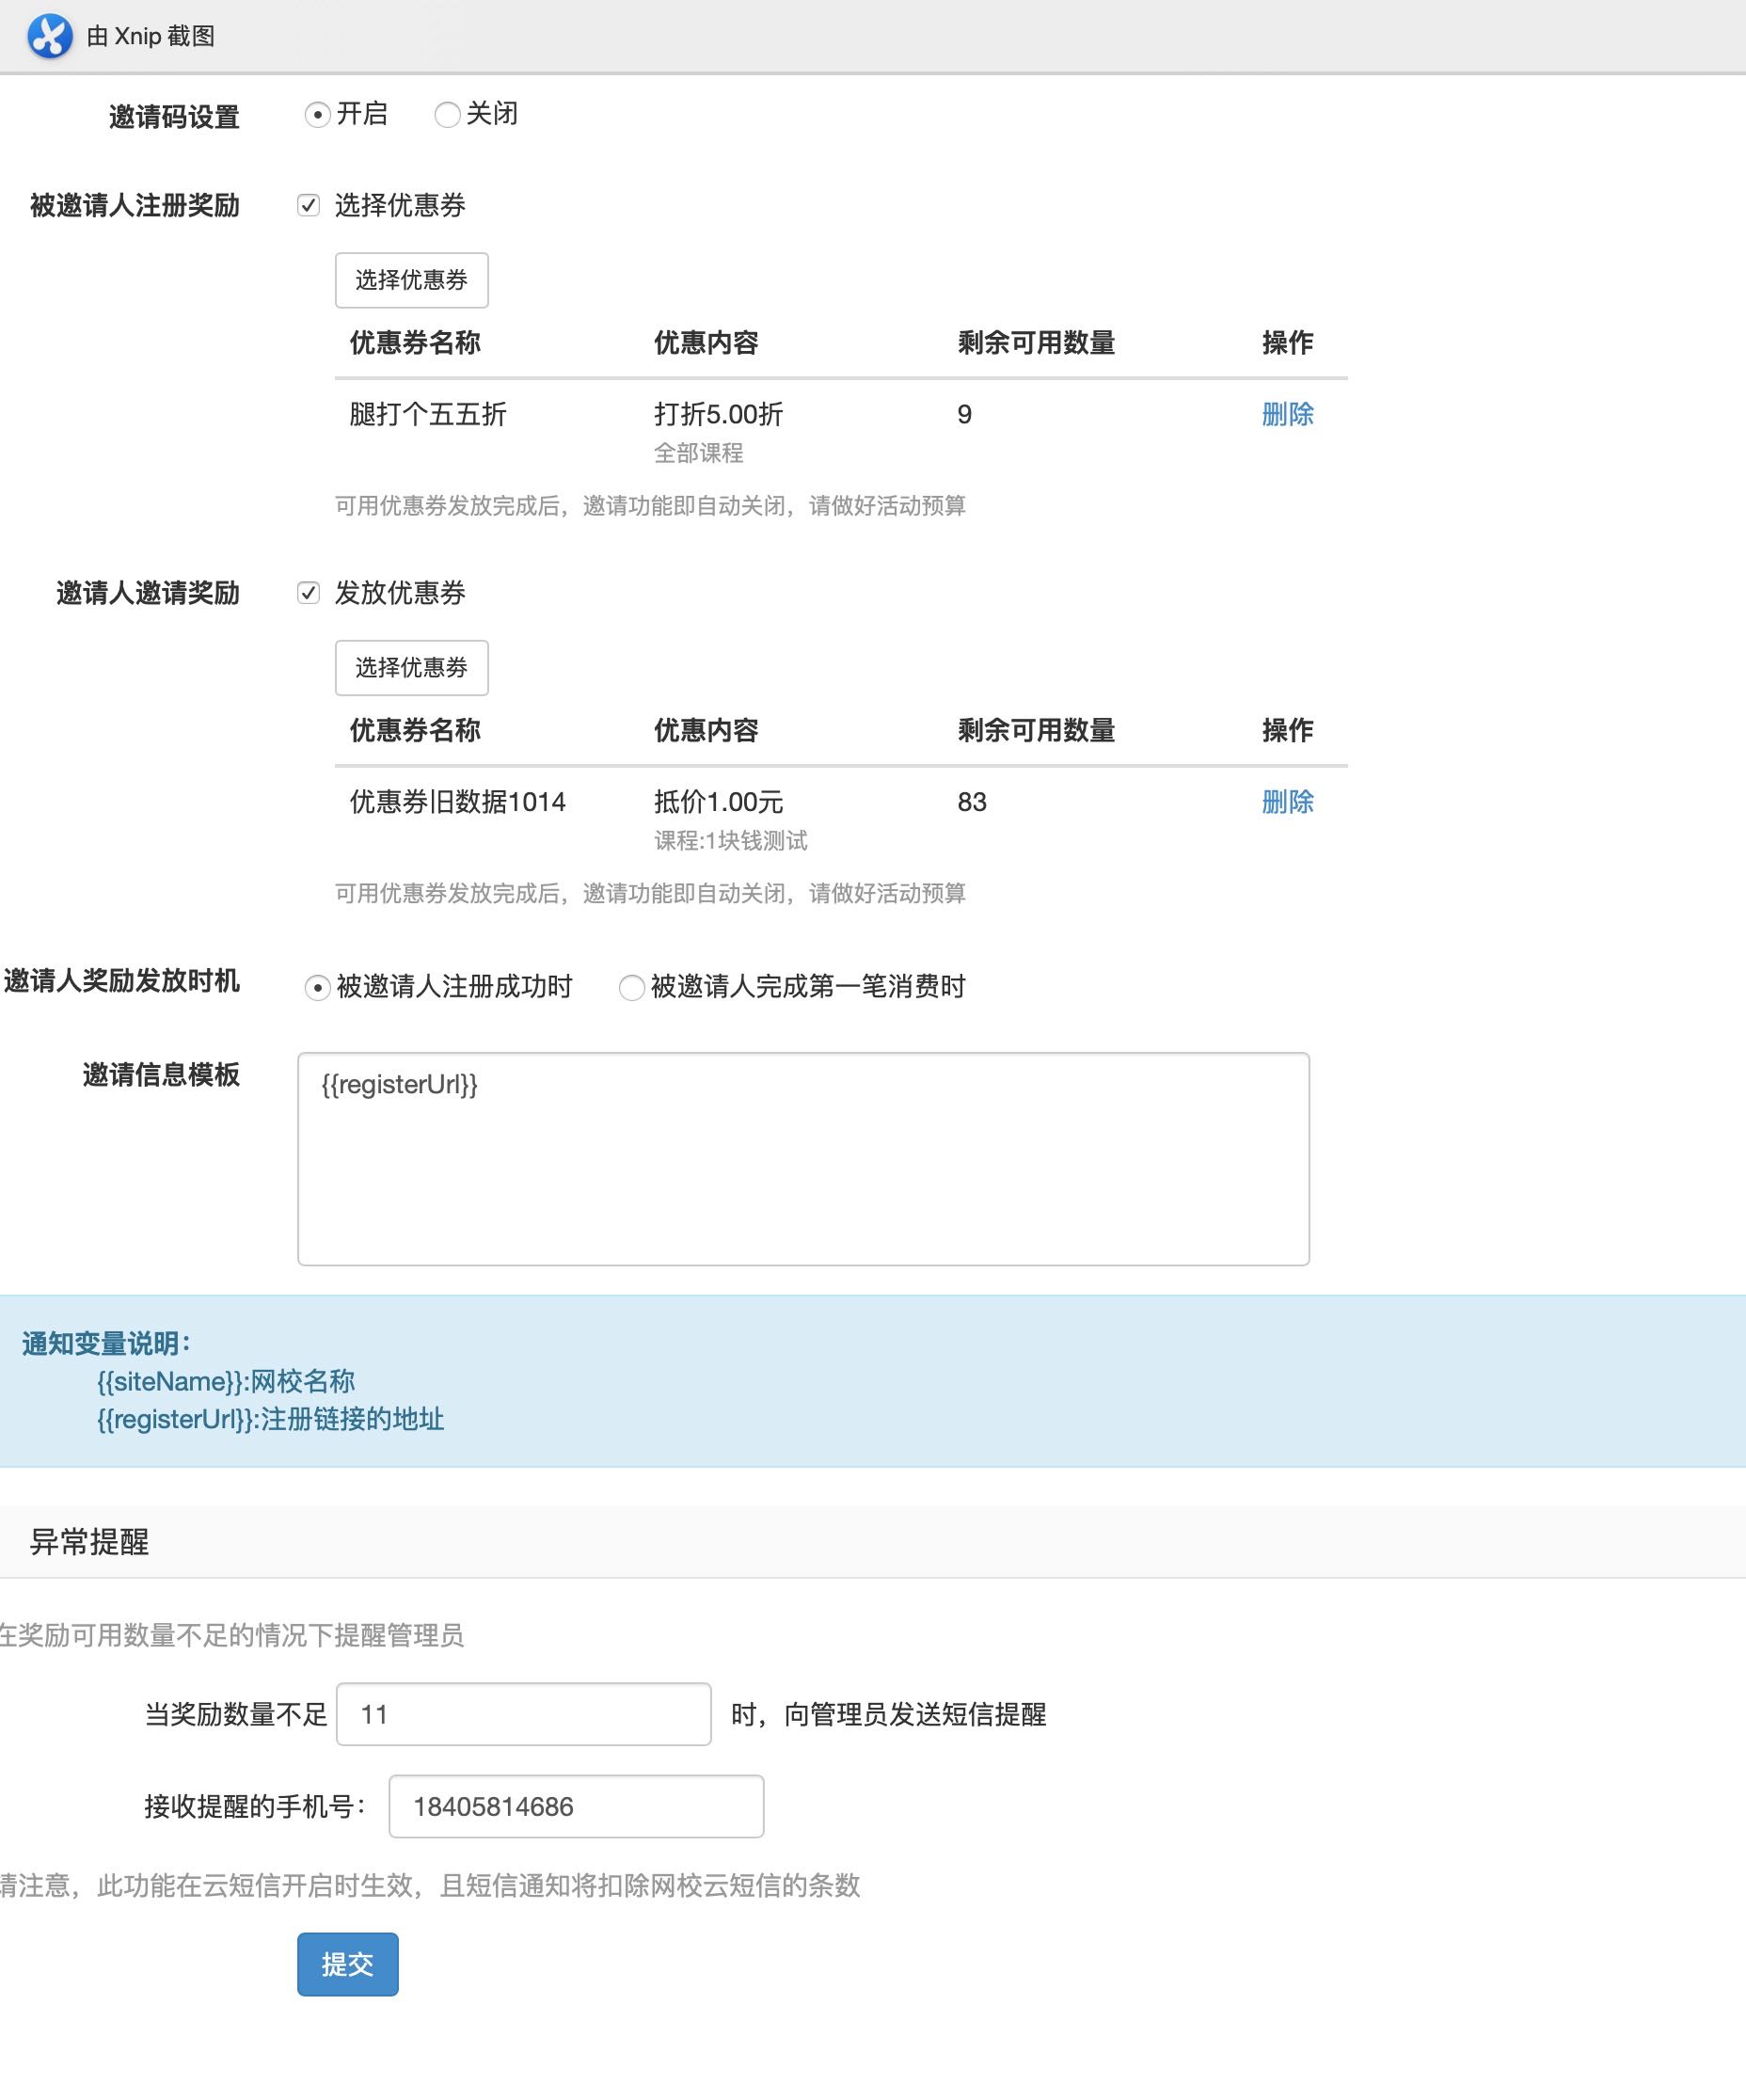 由 Xnip 截图
邀请码设置 开启 关闭
被邀请人注册奖励 选择优惠券
选择优惠券
优惠券名称 优惠内容 剩余可用数量 操作
腿打个五五折 打折5.00折 9 删除
全部课程
可用优惠券发放完成后，邀请功能即自动关闭，请做好活动预算
邀请人邀请奖励 发放优惠券
选择优惠劵
优惠券名称 优惠内容 剩余可用数量 操作
优惠券旧数据1014 抵价1.00元 83 删除
课程:1块钱测试
可用优惠券发放完成后，邀请功能即自动关闭，请做好活动预算
邀请人奖励发放时机 被邀请人注册成功时 被邀请人完成第一笔消费时
邀请信息模板 {{registerUrl}}
通知变量说明：
{{siteName}}:网校名称
{{registerUrl}}:注册链接的地址
异常提醒
在奖励可用数量不足的情况下提醒管理员
当奖励数量不足 11 时，向管理员发送短信提醒
接收提醒的手机号： 18405814686
请注意，此功能在云短信开启时生效，且短信通知将扣除网校云短信的条数
提交